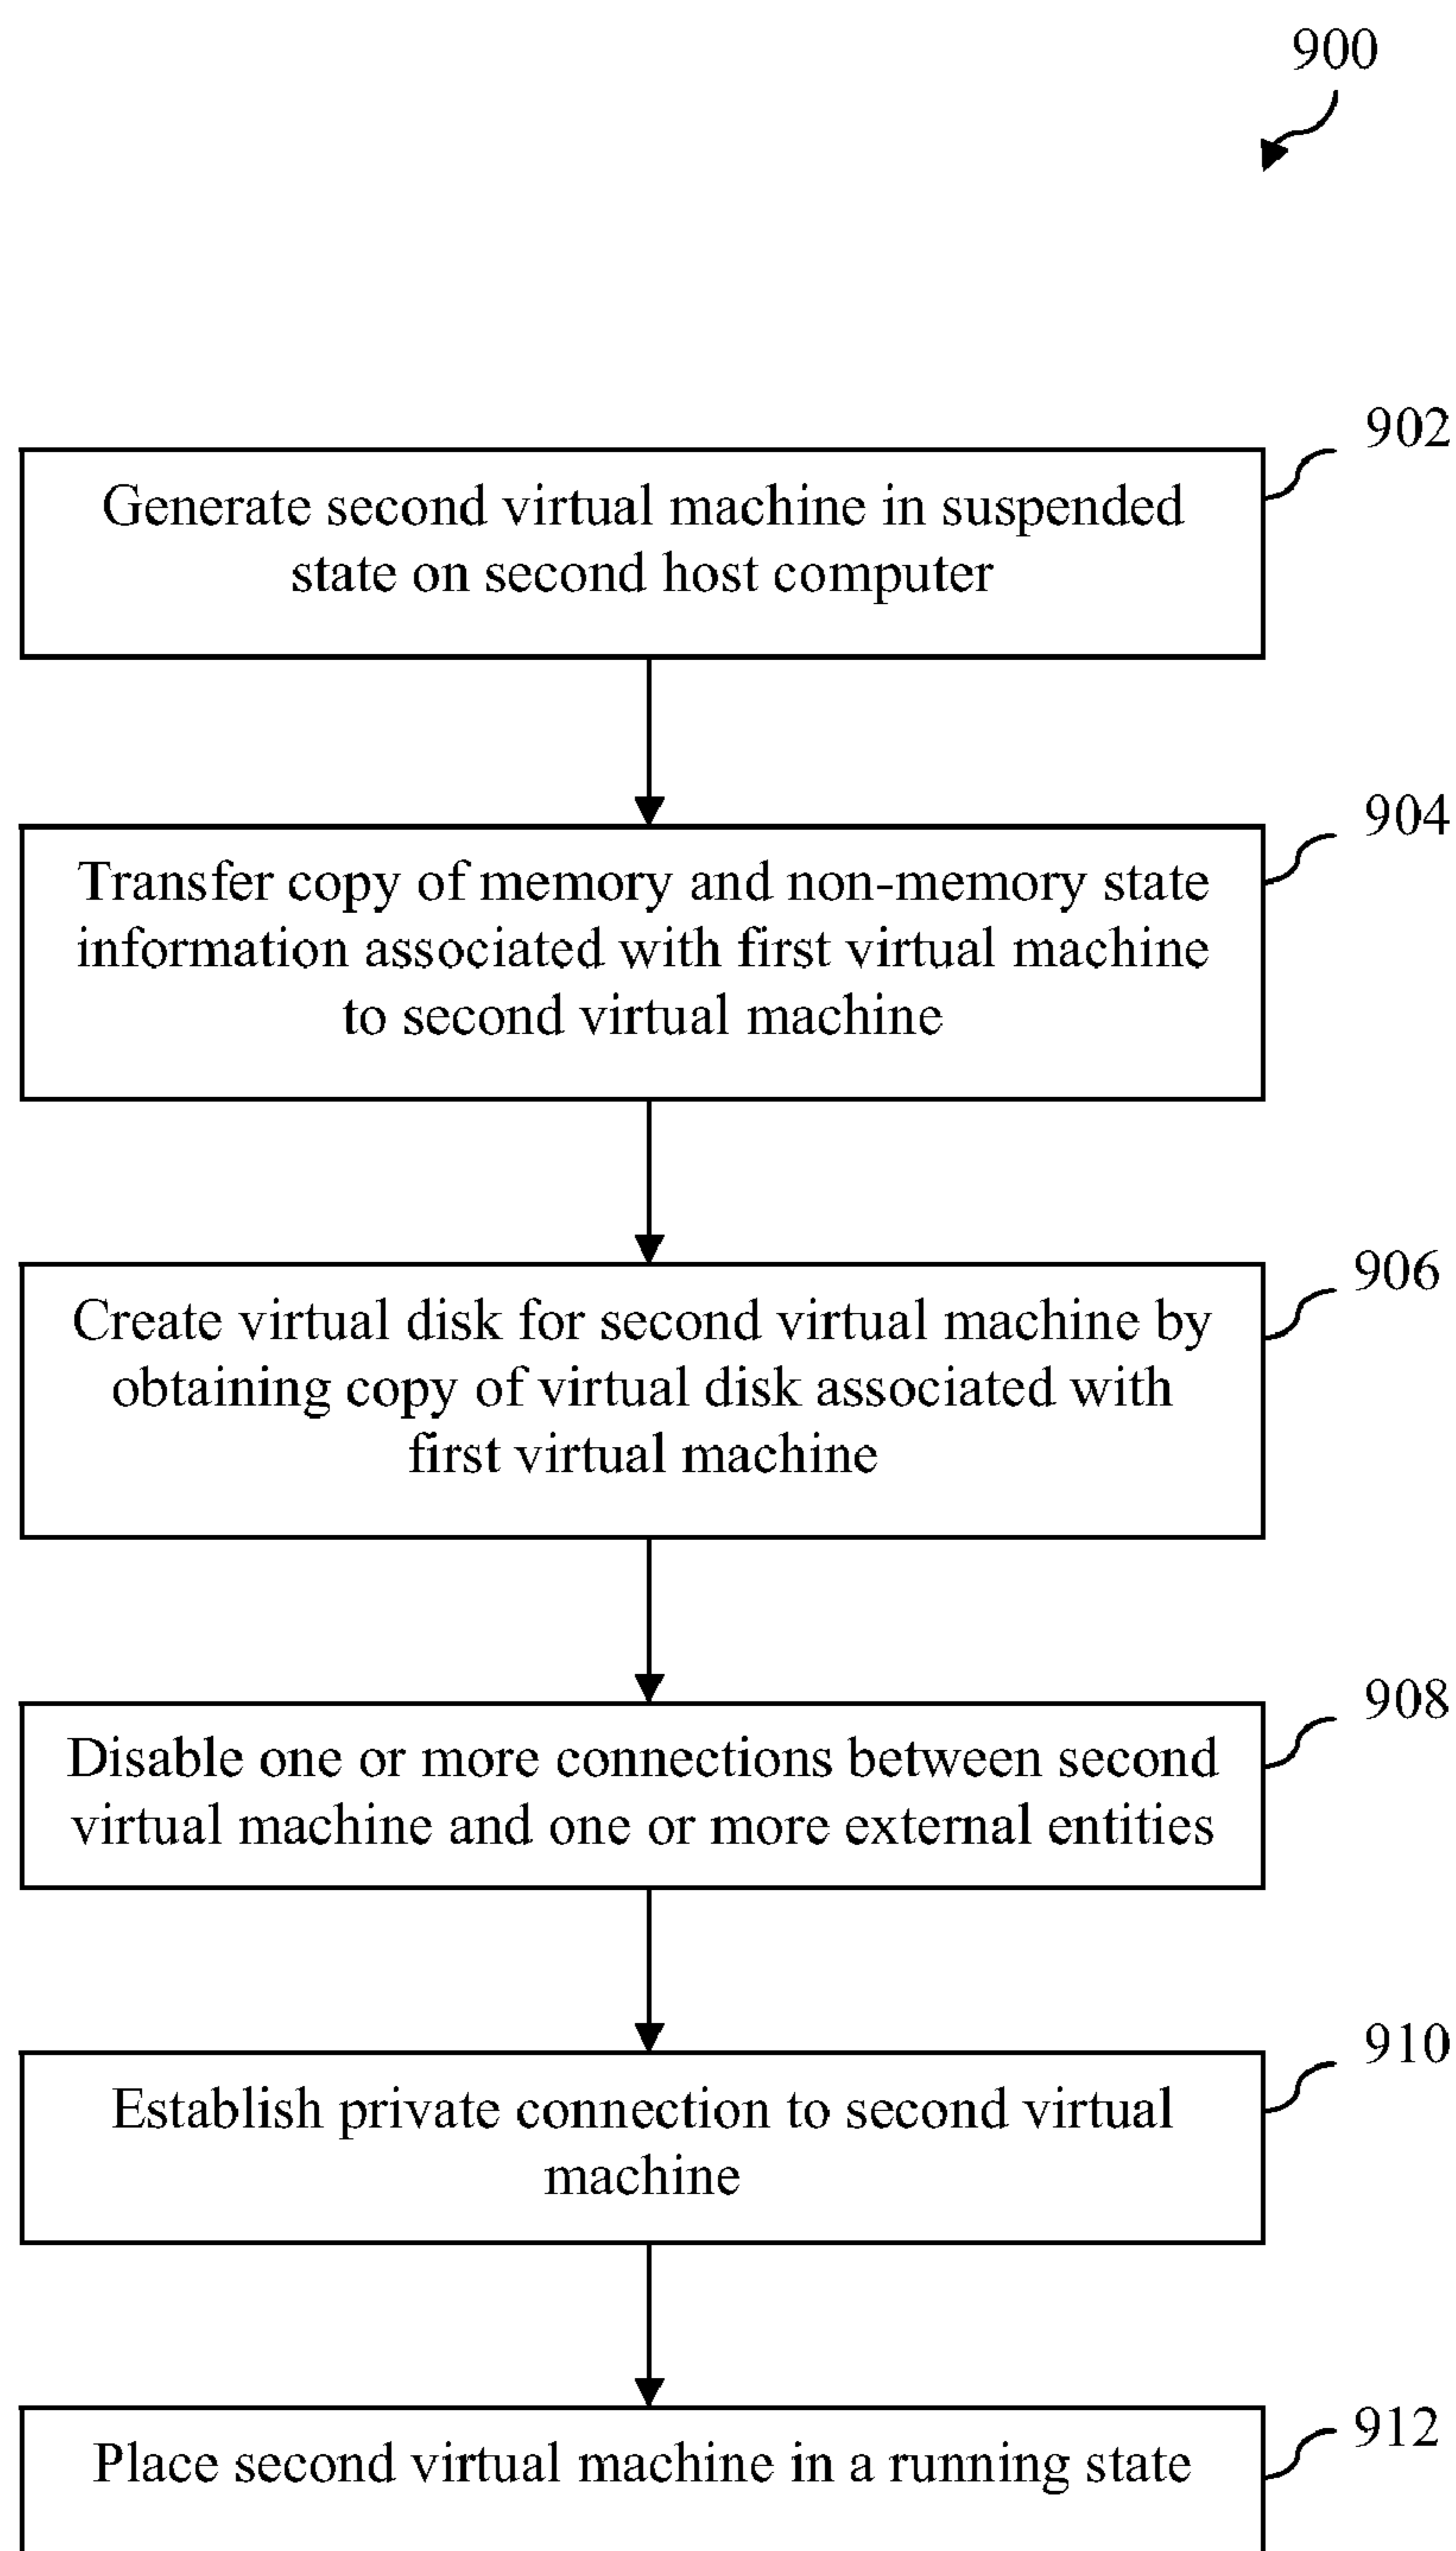 900
902
Generate second virtual machine in suspended
state on second host computer
904
Transfer copy of memory and non-memory state
information associated with first virtual machine
to second virtual machine
906
Create virtual disk for second virtual machine by
obtaining copy of virtual disk associated with
first virtual machine
908
Disable one or more connections between second
virtual machine and one or more external entities
910
Establish private connection to second virtual
machine
912
Place second virtual machine in a running state